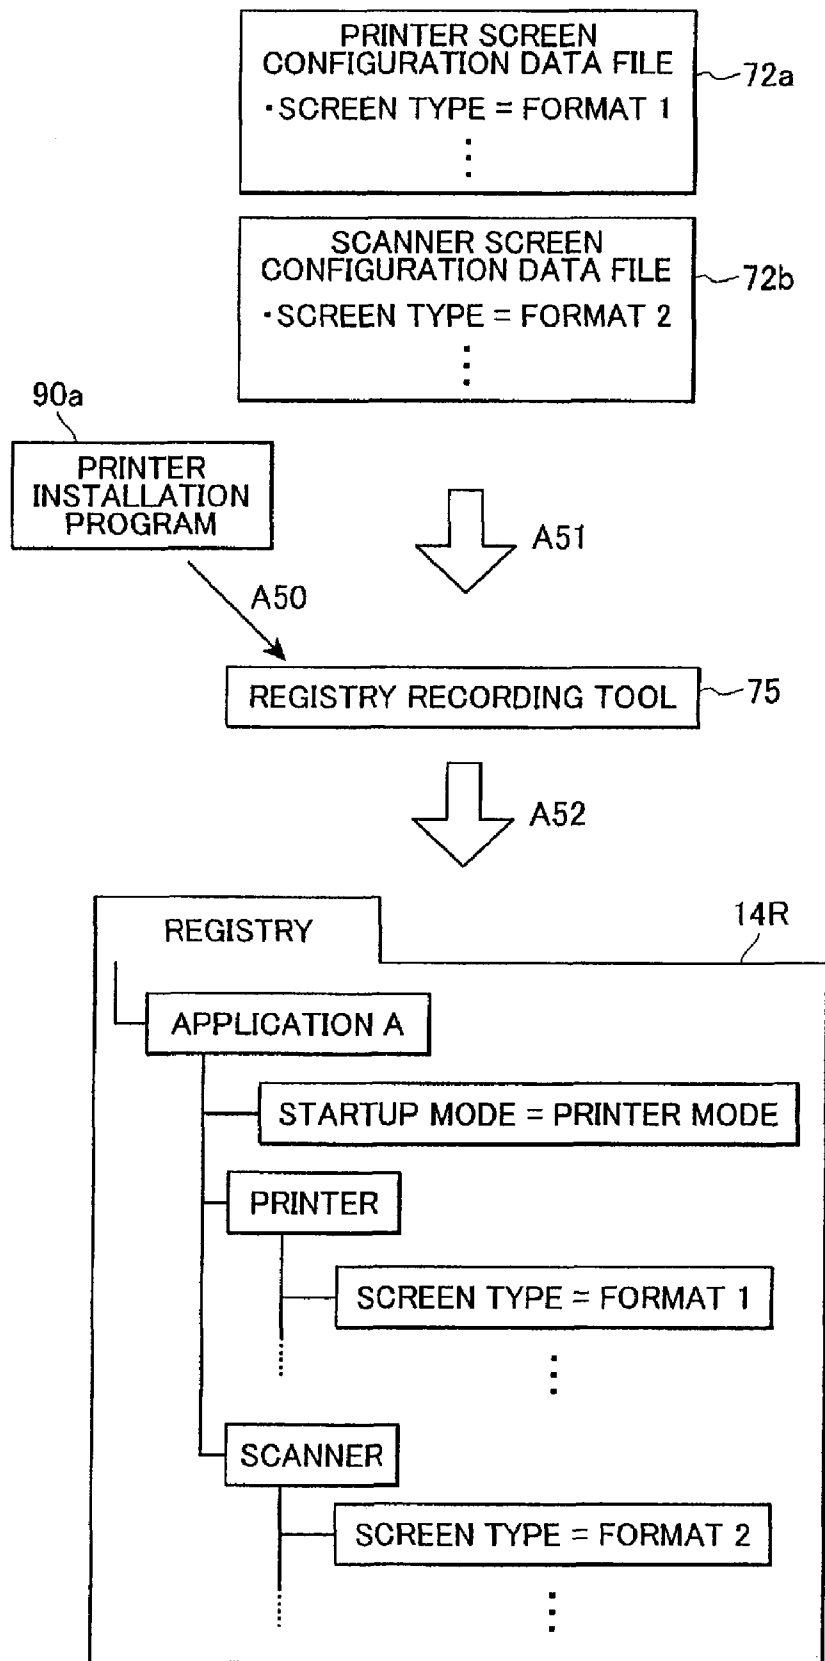 PRINTER SCREEN
CONFIGURATION DATA FILE
・SCREEN TYPE = FORMAT 1
72a
SCANNER SCREEN
CONFIGURATION DATA FILE
・SCREEN TYPE = FORMAT 2
72b
90a
PRINTER
INSTALLATION
PROGRAM
A51
A50
REGISTRY RECORDING TOOL
75
A52
REGISTRY
14R
APPLICATION A
STARTUP MODE = PRINTER MODE
PRINTER
SCREEN TYPE = FORMAT 1
SCANNER
SCREEN TYPE = FORMAT 2